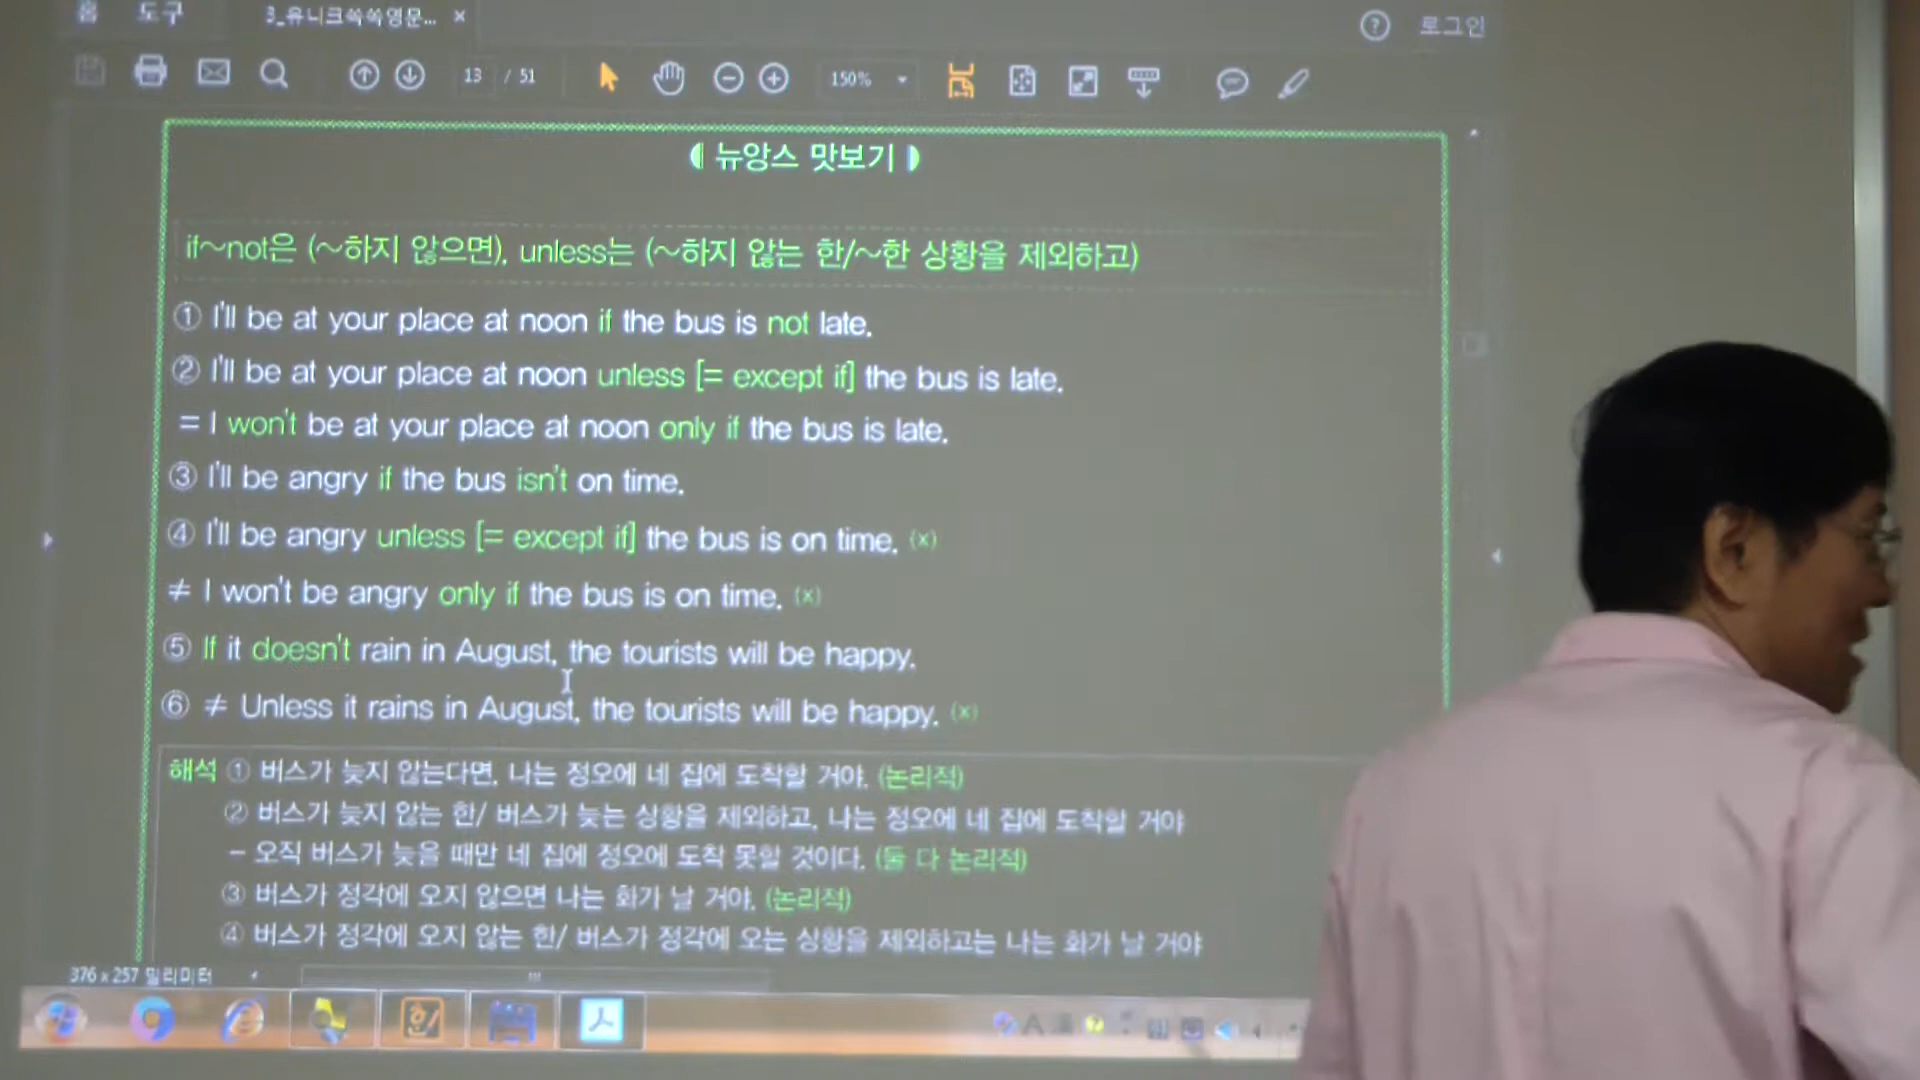 홈 도구 3_유니크쏙쏙영문... × ? 로그인
13 / 51 150%
뉴앙스 맛보기
if~not은 (~하지 않으면), unless는 (~하지 않는 한/~한 상황을 제외하고)
① I'll be at your place at noon if the bus is not late.
② I'll be at your place at noon unless [= except if] the bus is late.
= I won't be at your place at noon only if the bus is late.
③ I'll be angry if the bus isn't on time.
④ I'll be angry unless [= except if] the bus is on time. (×)
≠ I won't be angry only if the bus is on time. (×)
⑤ If it doesn't rain in August, the tourists will be happy.
⑥ ≠ Unless it rains in August, the tourists will be happy. (×)
해석 ① 버스가 늦지 않는다면, 나는 정오에 네 집에 도착할 거야. (논리적)
② 버스가 늦지 않는 한/ 버스가 늦는 상황을 제외하고, 나는 정오에 네 집에 도착할 거야
– 오직 버스가 늦을 때만 네 집에 정오에 도착 못할 것이다. (둘 다 논리적)
③ 버스가 정각에 오지 않으면 나는 화가 날 거야. (논리적)
④ 버스가 정각에 오지 않는 한/ 버스가 정각에 오는 상황을 제외하고는 나는 화가 날 거야
376 x 257 밀리미터
한/ A